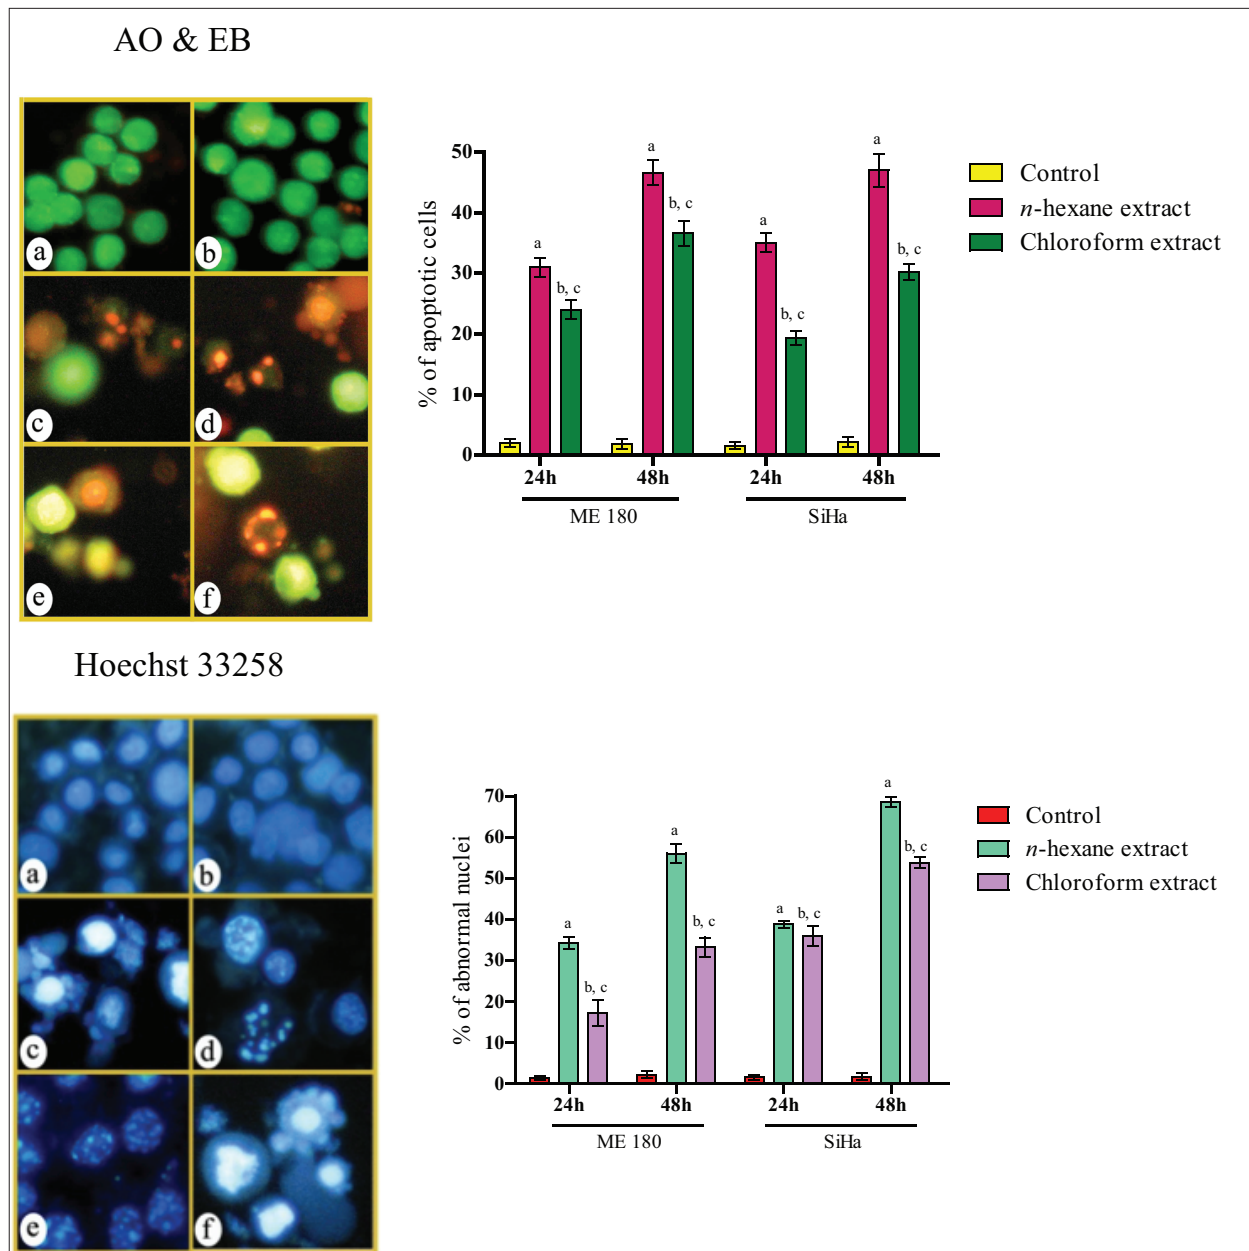 AO & EB
a
b
c
d
e
f
% of apoptotic cells
50
40
30
20
10
0
a
b, c
a
b, c
a
b, c
a
b, c
24h
48h
24h
48h
ME 180
SiHa
Control
n-hexane extract
Chloroform extract
Hoechst 33258
a
b
c
d
e
f
% of abnormal nuclei
70
60
50
40
30
20
10
0
a
b, c
a
b, c
a
b, c
a
b, c
24h
48h
24h
48h
ME 180
SiHa
Control
n-hexane extract
Chloroform extract